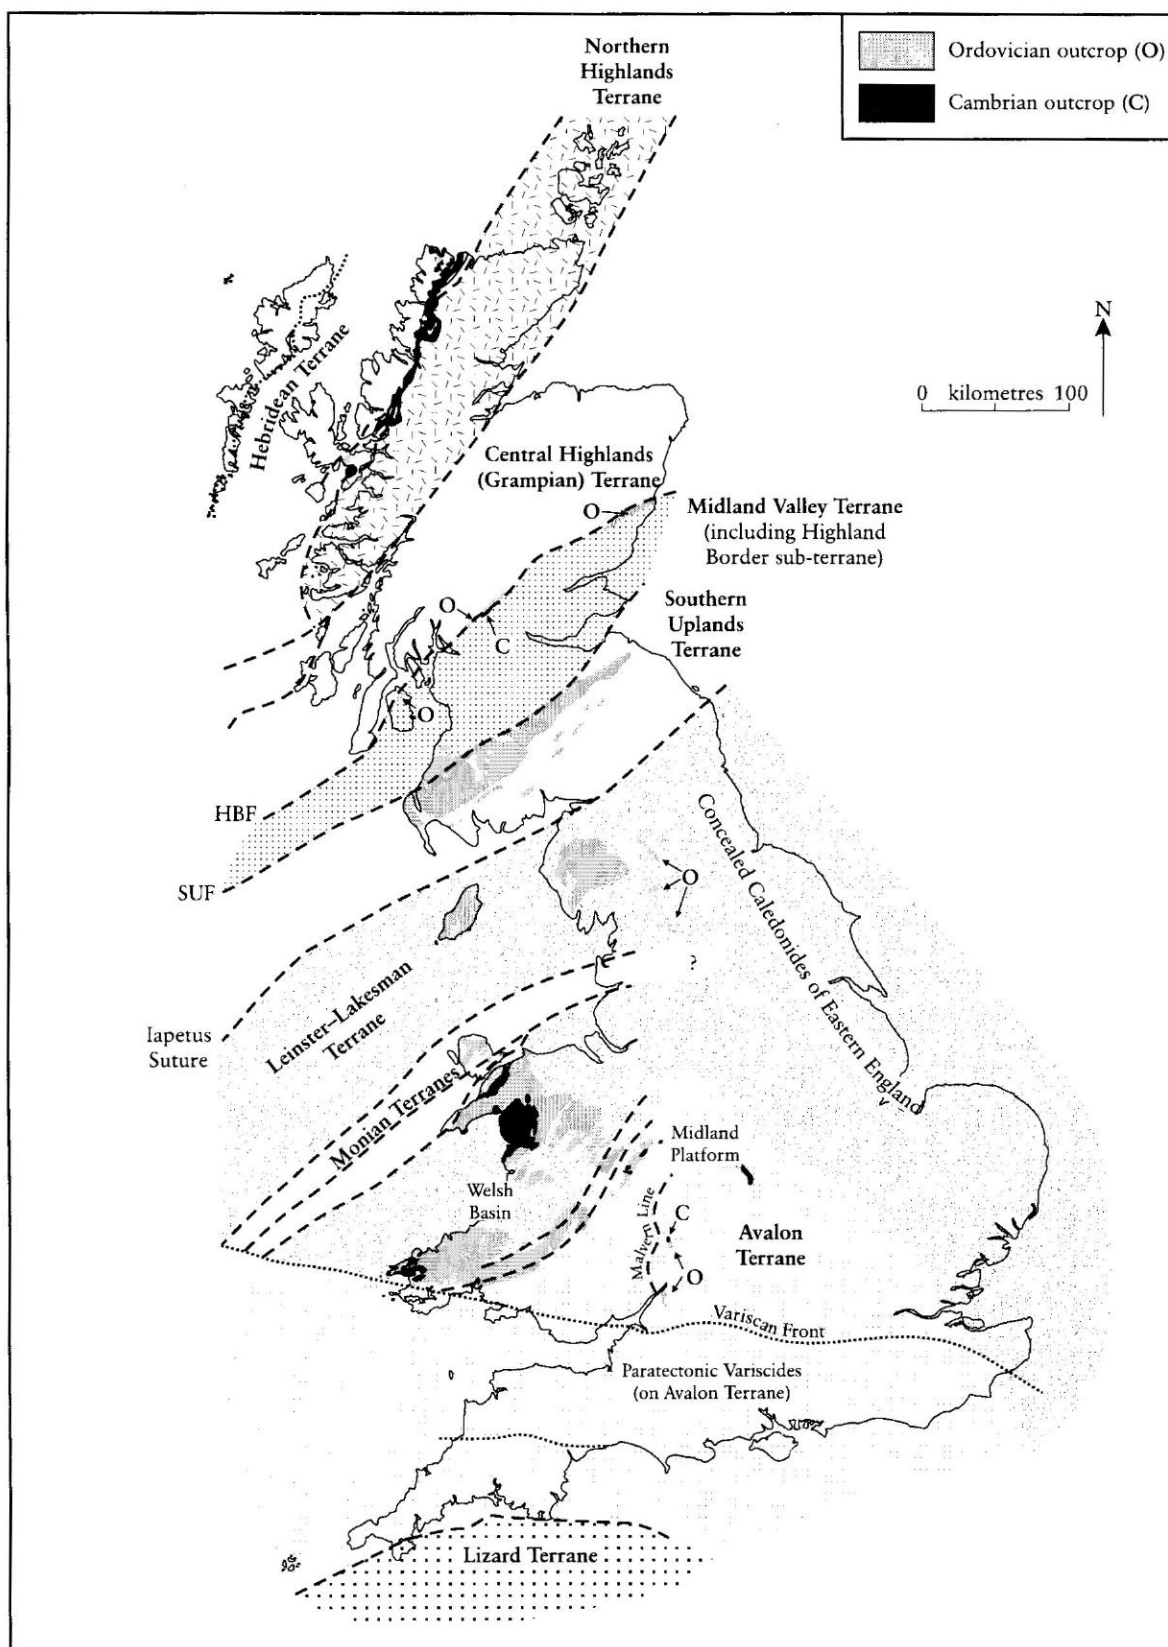 Northern
Highlands
Terrane
Ordovician outcrop (O)
Cambrian outcrop (C)
N
0 kilometres 100
Hebridean Terrane
Central Highlands
(Grampian) Terrane
O
Midland Valley Terrane
(including Highland
Border sub-terrane)
Southern
Uplands
Terrane
O
C
O
HBF
SUF
O
Concealed Caledonides of Eastern England
?
Leinster–Lakesman
Terrane
Iapetus
Suture
Monian Terranes
Midland
Platform
Welsh
Basin
Malvern Line
C
Avalon
Terrane
O
Variscan Front
Paratectonic Variscides
(on Avalon Terrane)
Lizard Terrane